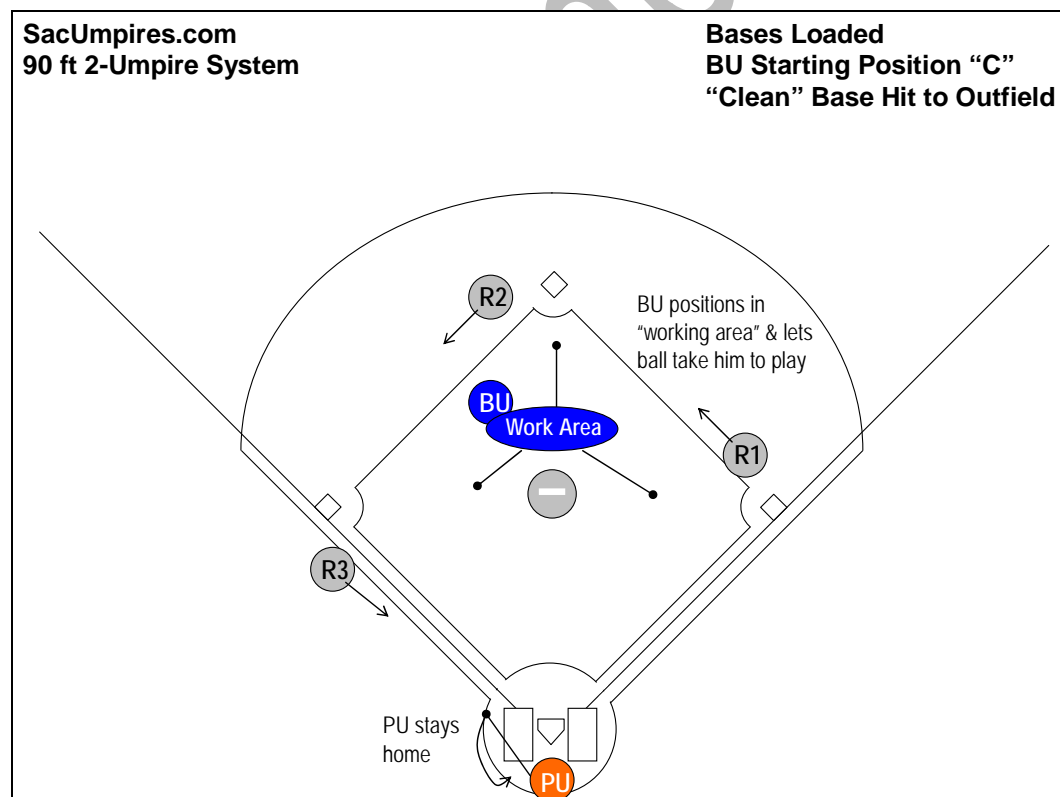 SacUmpires.com
90 ft 2-Umpire System
Bases Loaded
BU Starting Position “C”
“Clean” Base Hit to Outfield
R2
BU positions in
“working area” & lets
ball take him to play
BU
Work Area
R1
R3
PU stays
home
PU